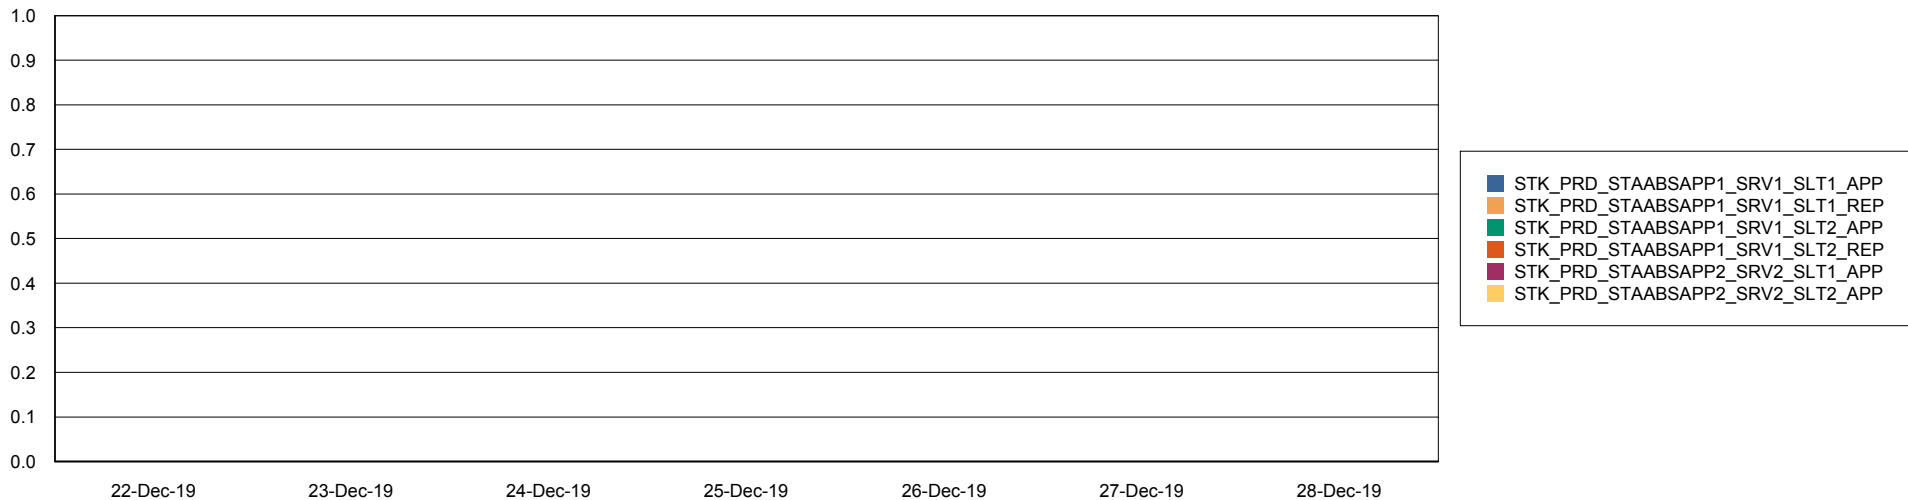 1.0
0.9
0.8
0.7
0.6
0.5
0.4
0.3
0.2
0.1
0.0
22-Dec-19 23-Dec-19 24-Dec-19 25-Dec-19 26-Dec-19 27-Dec-19 28-Dec-19
STK_PRD_STAABSAPP1_SRV1_SLT1_APP
STK_PRD_STAABSAPP1_SRV1_SLT1_REP
STK_PRD_STAABSAPP1_SRV1_SLT2_APP
STK_PRD_STAABSAPP1_SRV1_SLT2_REP
STK_PRD_STAABSAPP2_SRV2_SLT1_APP
STK_PRD_STAABSAPP2_SRV2_SLT2_APP